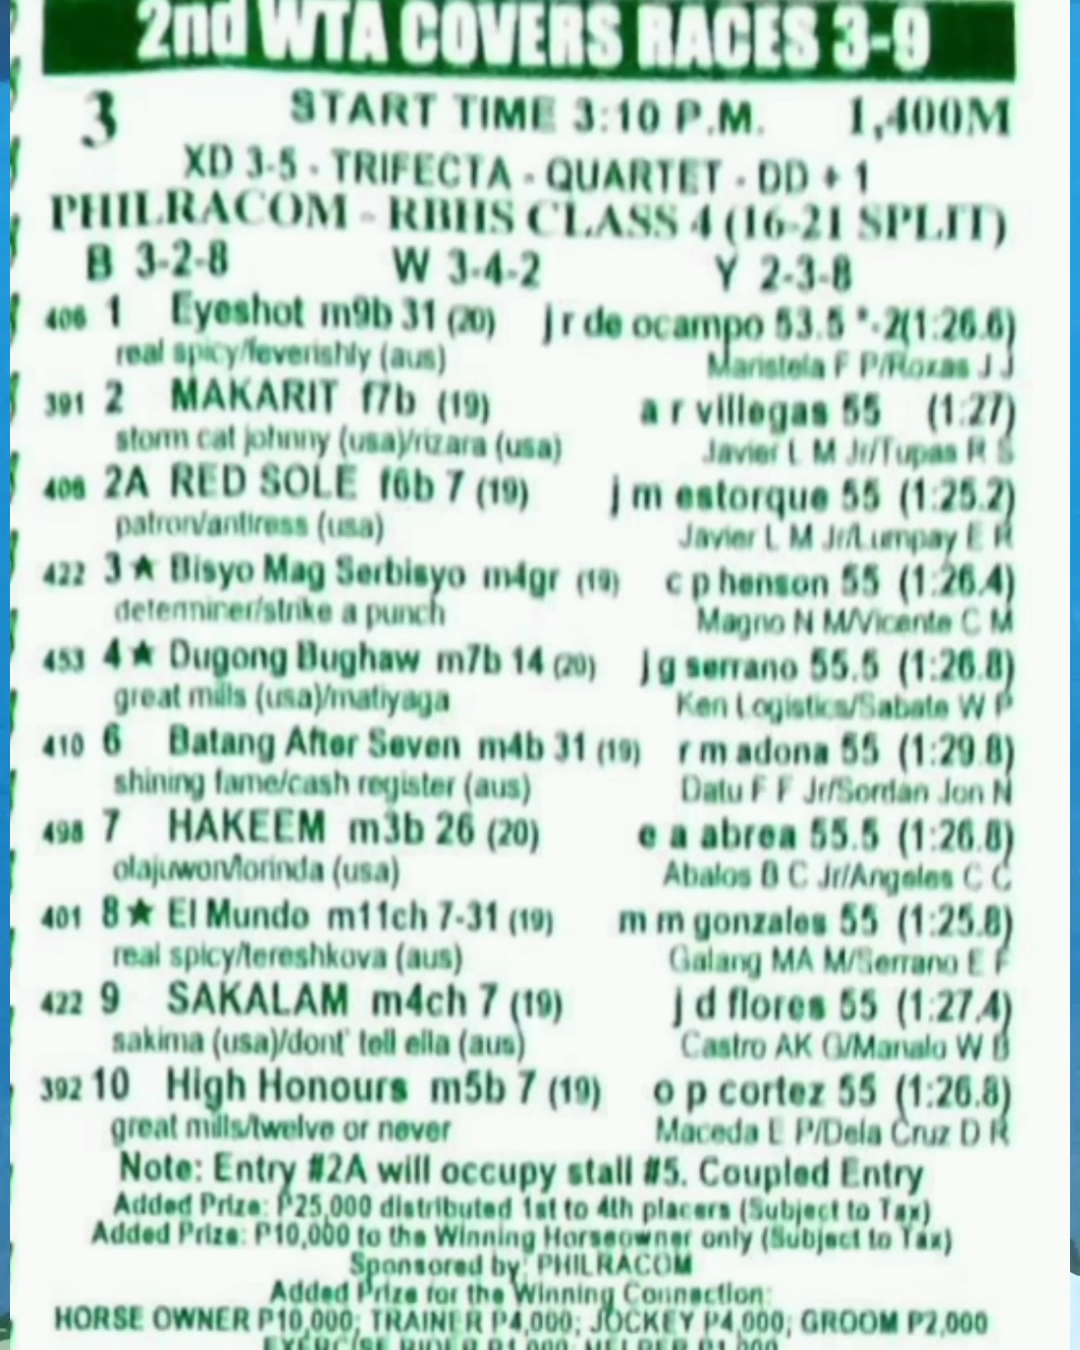 2nd WTA COVERS RACES 3-9
3 START TIME 3:10 P.M. 1,400M
XD 3-5 - TRIFECTA - QUARTET - DD + 1
PHILRACOM - RBHS CLASS 4 (16-21 SPLIT)
B 3-2-8 W 3-4-2 Y 2-3-8
406 1 Eyeshot m9b 31 (20) j r de ocampo 53.5 *-2(1:26.6)
real spicy/feverishly (aus) Maristela F P/Roxas J J
391 2 MAKARIT f7b (19) a r villegas 55 (1:27)
storm cat johnny (usa)/rizara (usa) Javier L M Jr/Tupas R S
406 2A RED SOLE f6b 7 (19) j m estorque 55 (1:25.2)
patron/antiress (usa) Javier L M Jr/Lumpay E R
422 3 ★ Bisyo Mag Serbisyo m4gr (19) c p henson 55 (1:26.4)
determiner/strike a punch Magno N M/Vicente C M
453 4 ★ Dugong Bughaw m7b 14 (20) j g serrano 55.5 (1:26.8)
great mills (usa)/matiyaga Ken Logistics/Sabate W P
410 6 Batang After Seven m4b 31 (19) r m adona 55 (1:29.8)
shining fame/cash register (aus) Datu F F Jr/Sordan Jon N
498 7 HAKEEM m3b 26 (20) e a abrea 55.5 (1:26.8)
olajuwon/lorinda (usa) Abalos B C Jr/Angeles C C
401 8 ★ El Mundo m11ch 7-31 (19) m m gonzales 55 (1:25.8)
real spicy/tereshkova (aus) Galang MA M/Serrano E F
422 9 SAKALAM m4ch 7 (19) j d flores 55 (1:27.4)
sakima (usa)/dont' tell ella (aus) Castro AK G/Manalo W B
392 10 High Honours m5b 7 (19) o p cortez 55 (1:26.8)
great mills/twelve or never Maceda E P/Dela Cruz D R
Note: Entry #2A will occupy stall #5. Coupled Entry
Added Prize: P25,000 distributed 1st to 4th placers (Subject to Tax)
Added Prize: P10,000 to the Winning Horseowner only (Subject to Tax)
Sponsored by: PHILRACOM
Added Prize for the Winning Connection:
HORSE OWNER P10,000; TRAINER P4,000; JOCKEY P4,000; GROOM P2,000
EXERCISE RIDER P1,000; HELPER P1,000